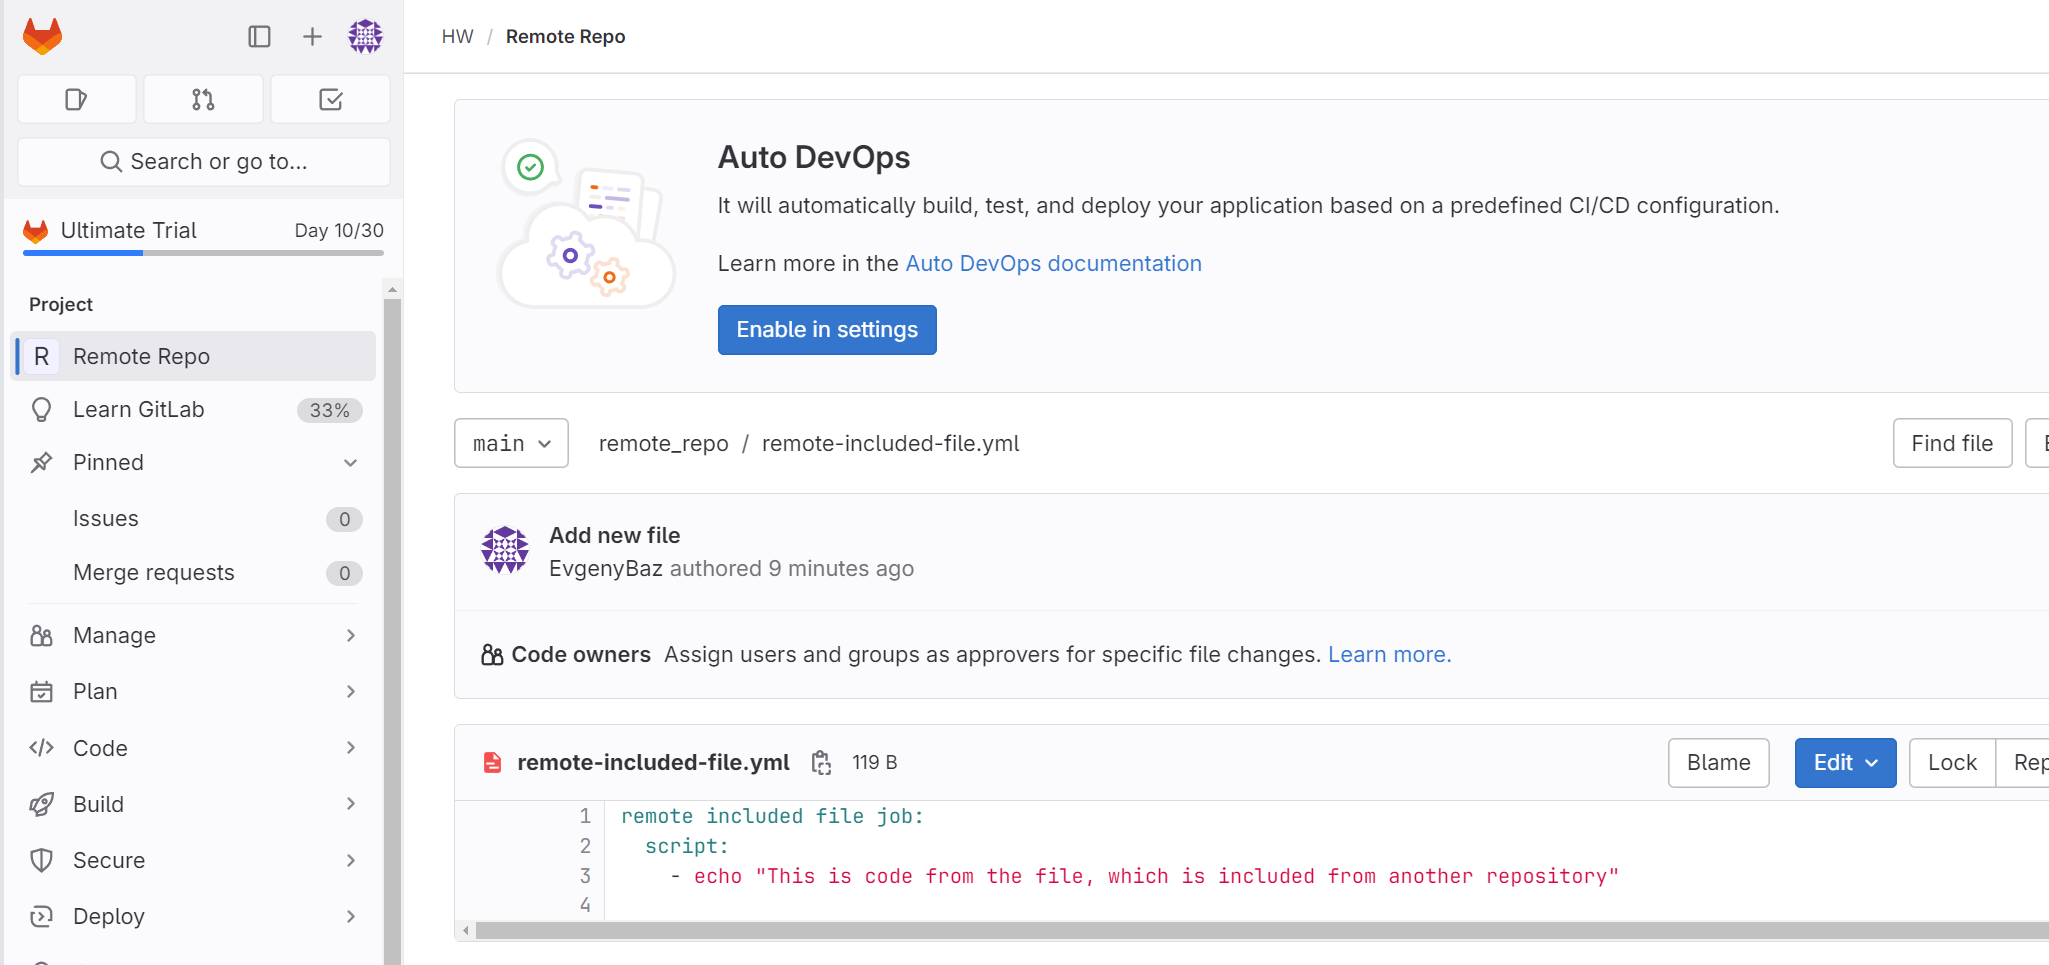 HW / Remote Repo
Search or go to...
Ultimate Trial Day 10/30
Project
R Remote Repo
Learn GitLab 33%
Pinned
Issues 0
Merge requests 0
Manage
Plan
Code
Build
Secure
Deploy
Auto DevOps
It will automatically build, test, and deploy your application based on a predefined CI/CD configuration.
Learn more in the Auto DevOps documentation
Enable in settings
main remote_repo / remote-included-file.yml Find file
Add new file
EvgenyBaz authored 9 minutes ago
Code owners Assign users and groups as approvers for specific file changes. Learn more.
remote-included-file.yml 119 B Blame Edit Lock Rep
1 remote included file job:
2 script:
3 - echo "This is code from the file, which is included from another repository"
4